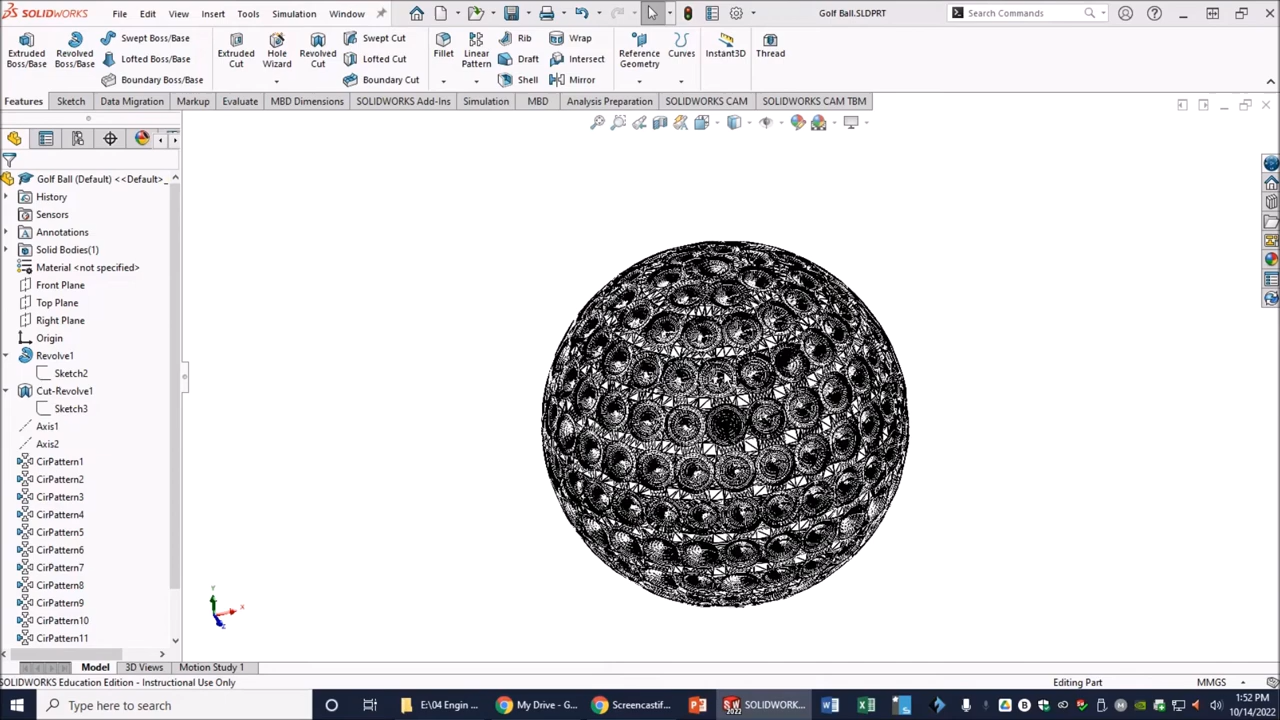 SOLIDWORKS File Edit View Insert Tools Simulation Window Golf Ball.SLDPRT Search Commands
Extruded Boss/Base
Revolved Boss/Base
Swept Boss/Base
Lofted Boss/Base
Boundary Boss/Base
Extruded Cut
Hole Wizard
Revolved Cut
Swept Cut
Lofted Cut
Boundary Cut
Fillet
Linear Pattern
Rib
Draft
Shell
Wrap
Intersect
Mirror
Reference Geometry
Curves
Instant3D
Thread
Features Sketch Data Migration Markup Evaluate MBD Dimensions SOLIDWORKS Add-Ins Simulation MBD Analysis Preparation SOLIDWORKS CAM SOLIDWORKS CAM TBM
Golf Ball (Default) <<Default>_
History
Sensors
Annotations
Solid Bodies(1)
Material <not specified>
Front Plane
Top Plane
Right Plane
Origin
Revolve1
Sketch2
Cut-Revolve1
Sketch3
Axis1
Axis2
CirPattern1
CirPattern2
CirPattern3
CirPattern4
CirPattern5
CirPattern6
CirPattern7
CirPattern8
CirPattern9
CirPattern10
CirPattern11
Y
X
Z
Model 3D Views Motion Study 1
SOLIDWORKS Education Edition - Instructional Use Only Editing Part MMGS
Type here to search E:\04 Engin ... My Drive - G... Screencastif... SOLIDWORK... 1:52 PM
10/14/2022